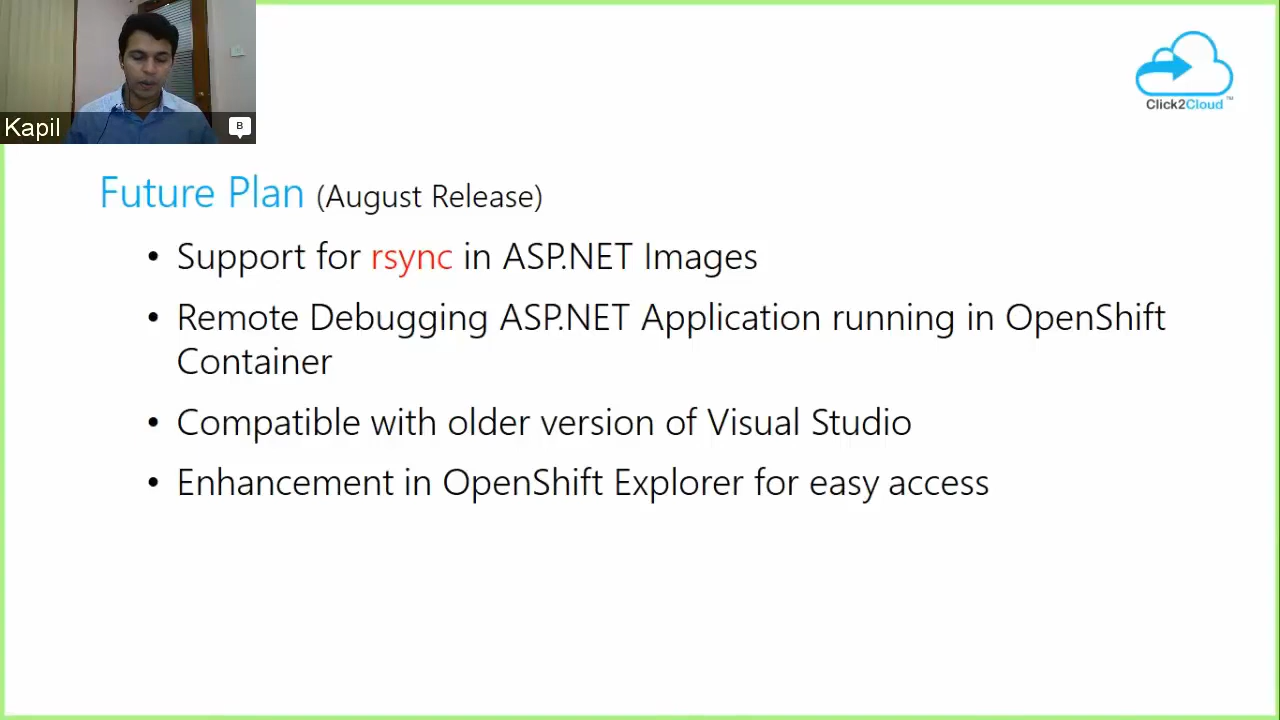 Kapil
B
Click2Cloud™
Future Plan (August Release)
• Support for rsync in ASP.NET Images
• Remote Debugging ASP.NET Application running in OpenShift
Container
• Compatible with older version of Visual Studio
• Enhancement in OpenShift Explorer for easy access